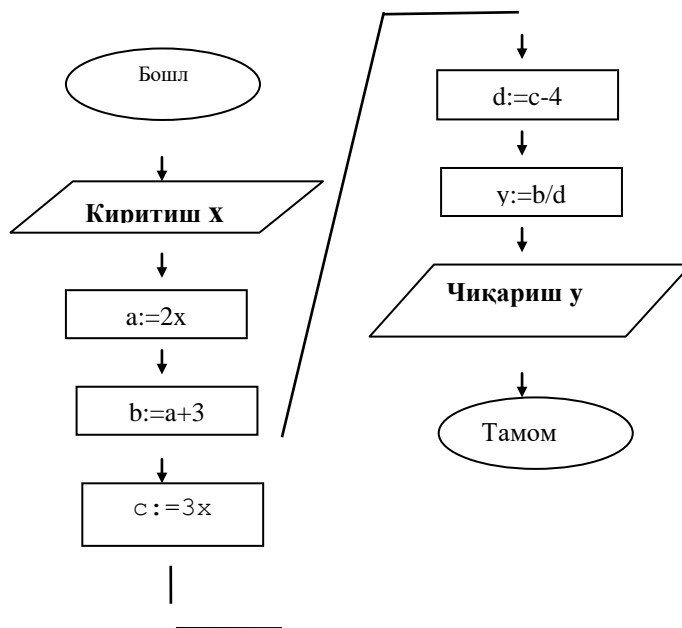 Бошл
Киритиш x
a:=2x
b:=a+3
c:=3x
d:=c-4
y:=b/d
Чиқариш y
Тамом